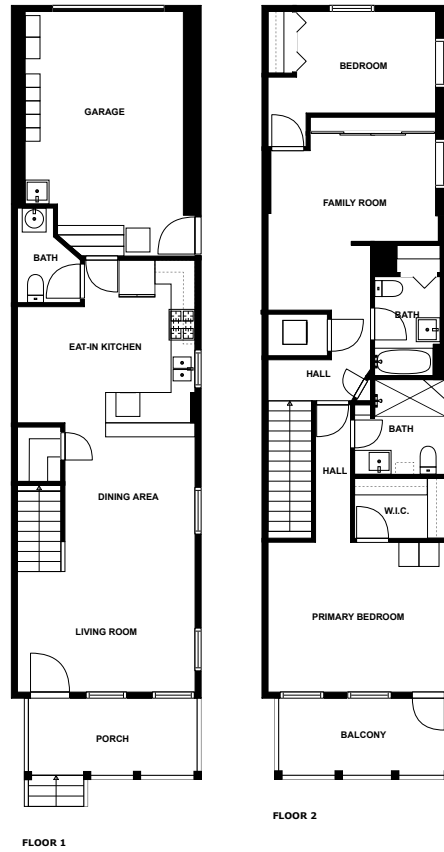 GARAGE
BATH
EAT-IN KITCHEN
DINING AREA
LIVING ROOM
PORCH
FLOOR 1
BEDROOM
FAMILY ROOM
BATH
HALL
BATH
HALL
W.I.C.
PRIMARY BEDROOM
BALCONY
FLOOR 2